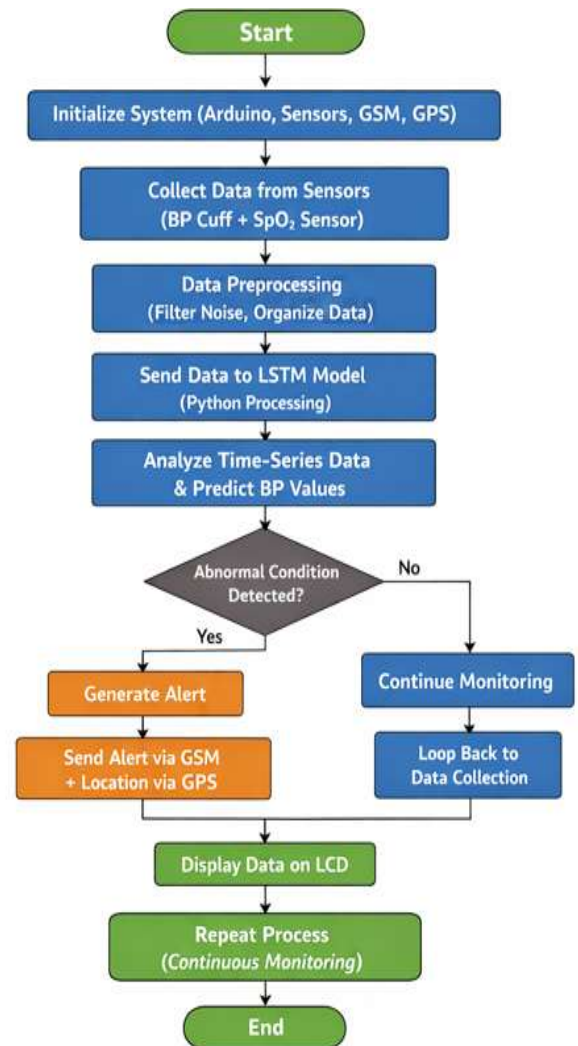 Start
Initialize System (Arduino, Sensors, GSM, GPS)
Collect Data from Sensors
(BP Cuff + SpO₂ Sensor)
Data Preprocessing
(Filter Noise, Organize Data)
Send Data to LSTM Model
(Python Processing)
Analyze Time-Series Data
& Predict BP Values
Abnormal Condition
Detected?
No
Yes
Generate Alert
Continue Monitoring
Send Alert via GSM
+ Location via GPS
Loop Back to
Data Collection
Display Data on LCD
Repeat Process
(Continuous Monitoring)
End